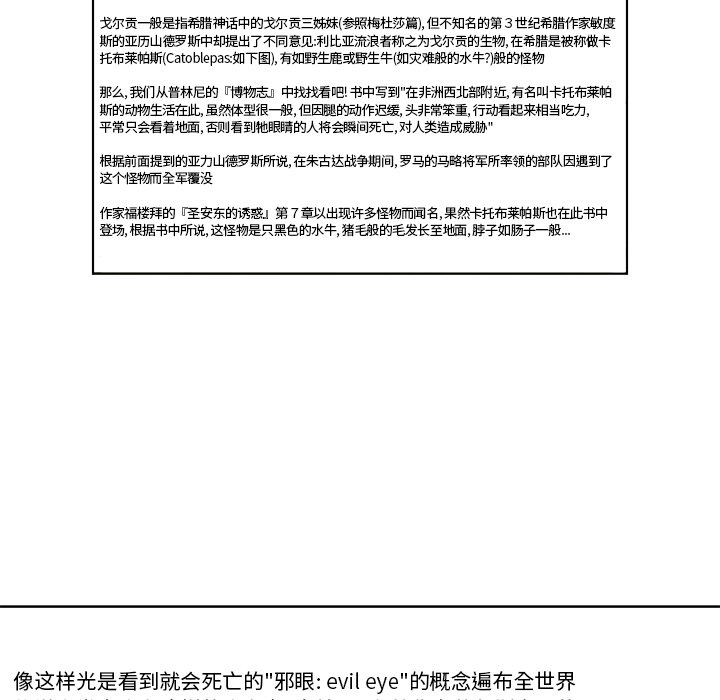 戈尔贡一般是指希腊神话中的戈尔贡三姊妹(参照梅杜莎篇), 但不知名的第３世纪希腊作家敏度
斯的亚历山德罗斯中却提出了不同意见:利比亚流浪者称之为戈尔贡的生物, 在希腊是被称做卡
托布莱帕斯(Catoblepas:如下图), 有如野生鹿或野生牛(如灾难般的水牛?)般的怪物
那么, 我们从普林尼的『博物志』中找找看吧! 书中写到"在非洲西北部附近, 有名叫卡托布莱帕
斯的动物生活在此, 虽然体型很一般, 但因腿的动作迟缓, 头非常笨重, 行动看起来相当吃力,
平常只会看着地面, 否则看到牠眼睛的人将会瞬间死亡, 对人类造成威胁"
根据前面提到的亚力山德罗斯所说, 在朱古达战争期间, 罗马的马略将军所率领的部队因遇到了
这个怪物而全军覆没
作家福楼拜的『圣安东的诱惑』第７章以出现许多怪物而闻名, 果然卡托布莱帕斯也在此书中
登场, 根据书中所说, 这怪物是只黑色的水牛, 猪毛般的毛发长至地面, 脖子如肠子一般...
像这样光是看到就会死亡的"邪眼: evil eye"的概念遍布全世界